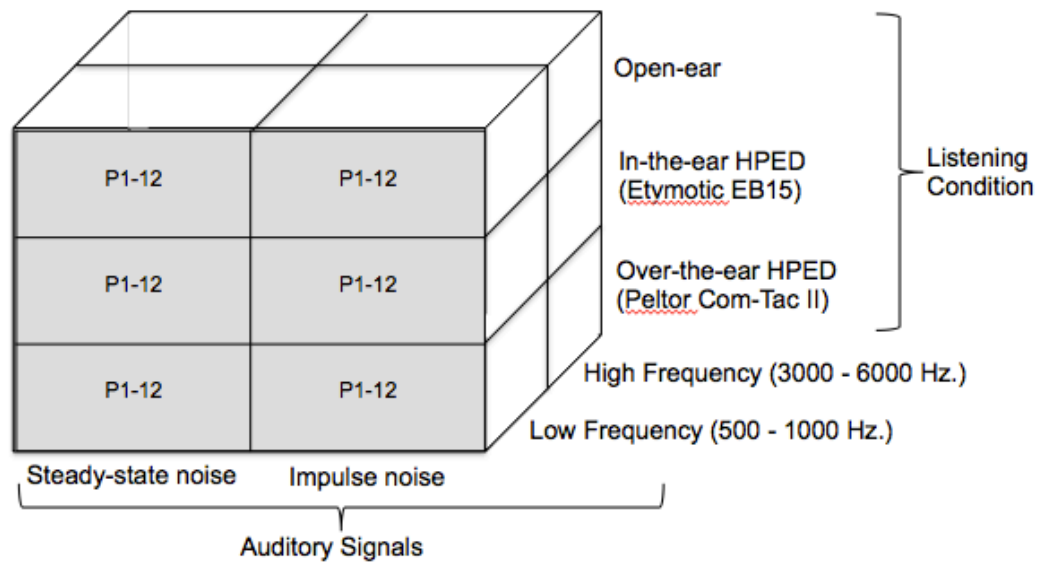 Open-ear
P1-12 P1-12
In-the-ear HPED
(Etymotic EB15)
Listening
Condition
P1-12 P1-12
Over-the-ear HPED
(Peltor Com-Tac II)
P1-12 P1-12
High Frequency (3000 - 6000 Hz.)
Low Frequency (500 - 1000 Hz.)
Steady-state noise Impulse noise
Auditory Signals